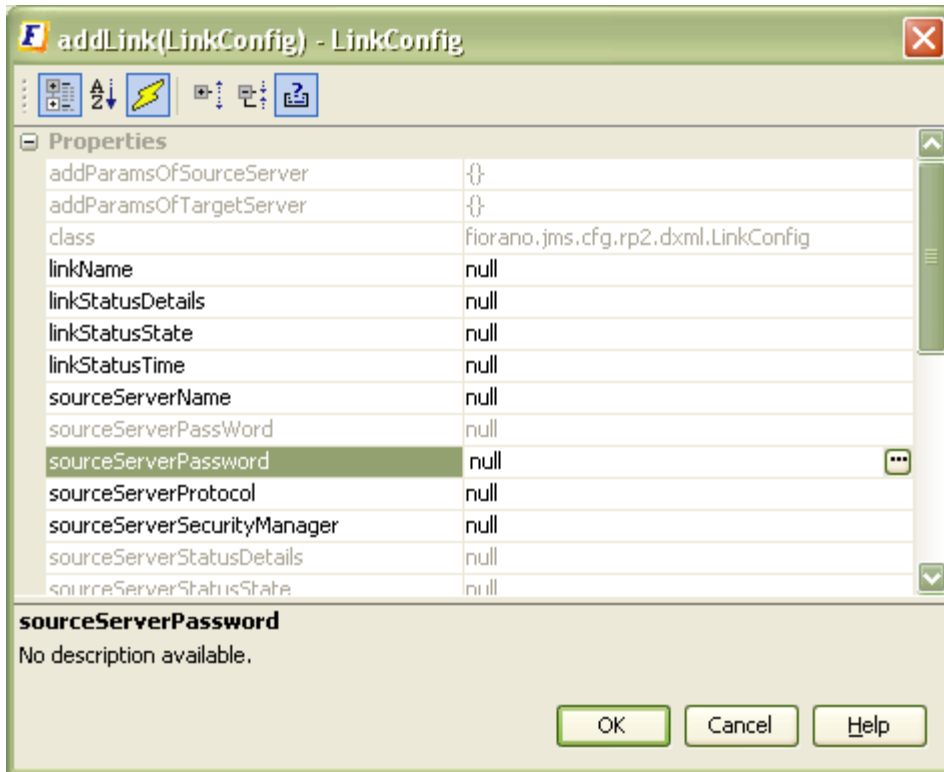 addLink(LinkConfig) - LinkConfig
Properties
addParamsOfSourceServer {}
addParamsOfTargetServer {}
class fiorano.jms.cfg.rp2.dxml.LinkConfig
linkName null
linkStatusDetails null
linkStatusState null
linkStatusTime null
sourceServerName null
sourceServerPassWord null
sourceServerPassword null
sourceServerProtocol null
sourceServerSecurityManager null
sourceServerStatusDetails null
sourceServerStatusState null
sourceServerPassword
No description available.
OK Cancel Help